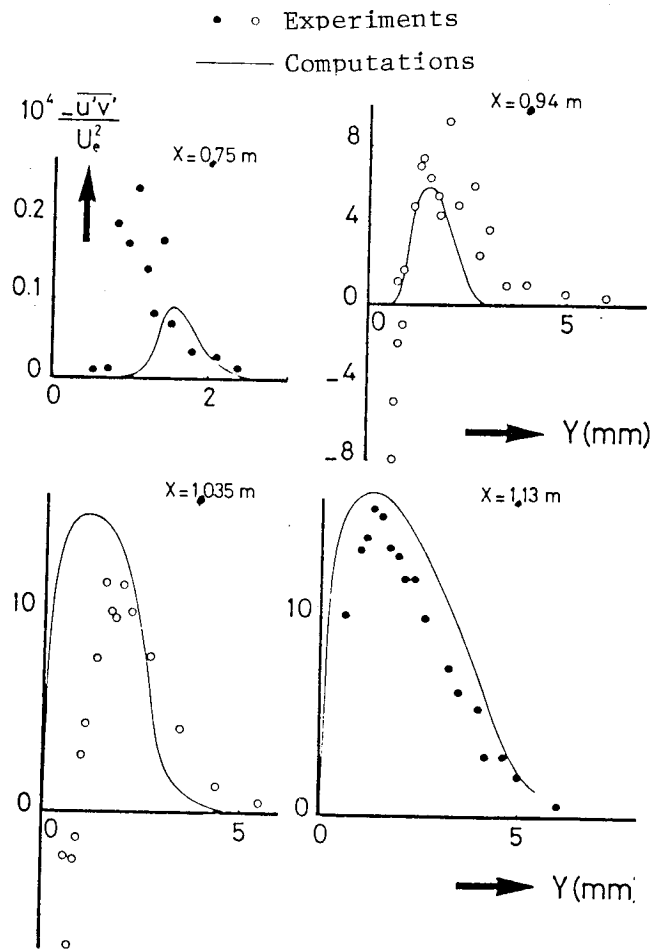 ● ○ Experiments
—— Computations
10⁴ -u'v' / Uₑ²
X = 0,75 m
0.2
0.1
0
0 2
X = 0,94 m
8
4
0
0 5
-4
-8
Y(mm)
X = 1,035 m
10
0
0 5
X = 1,13 m
10
0
0 5
Y(mm)